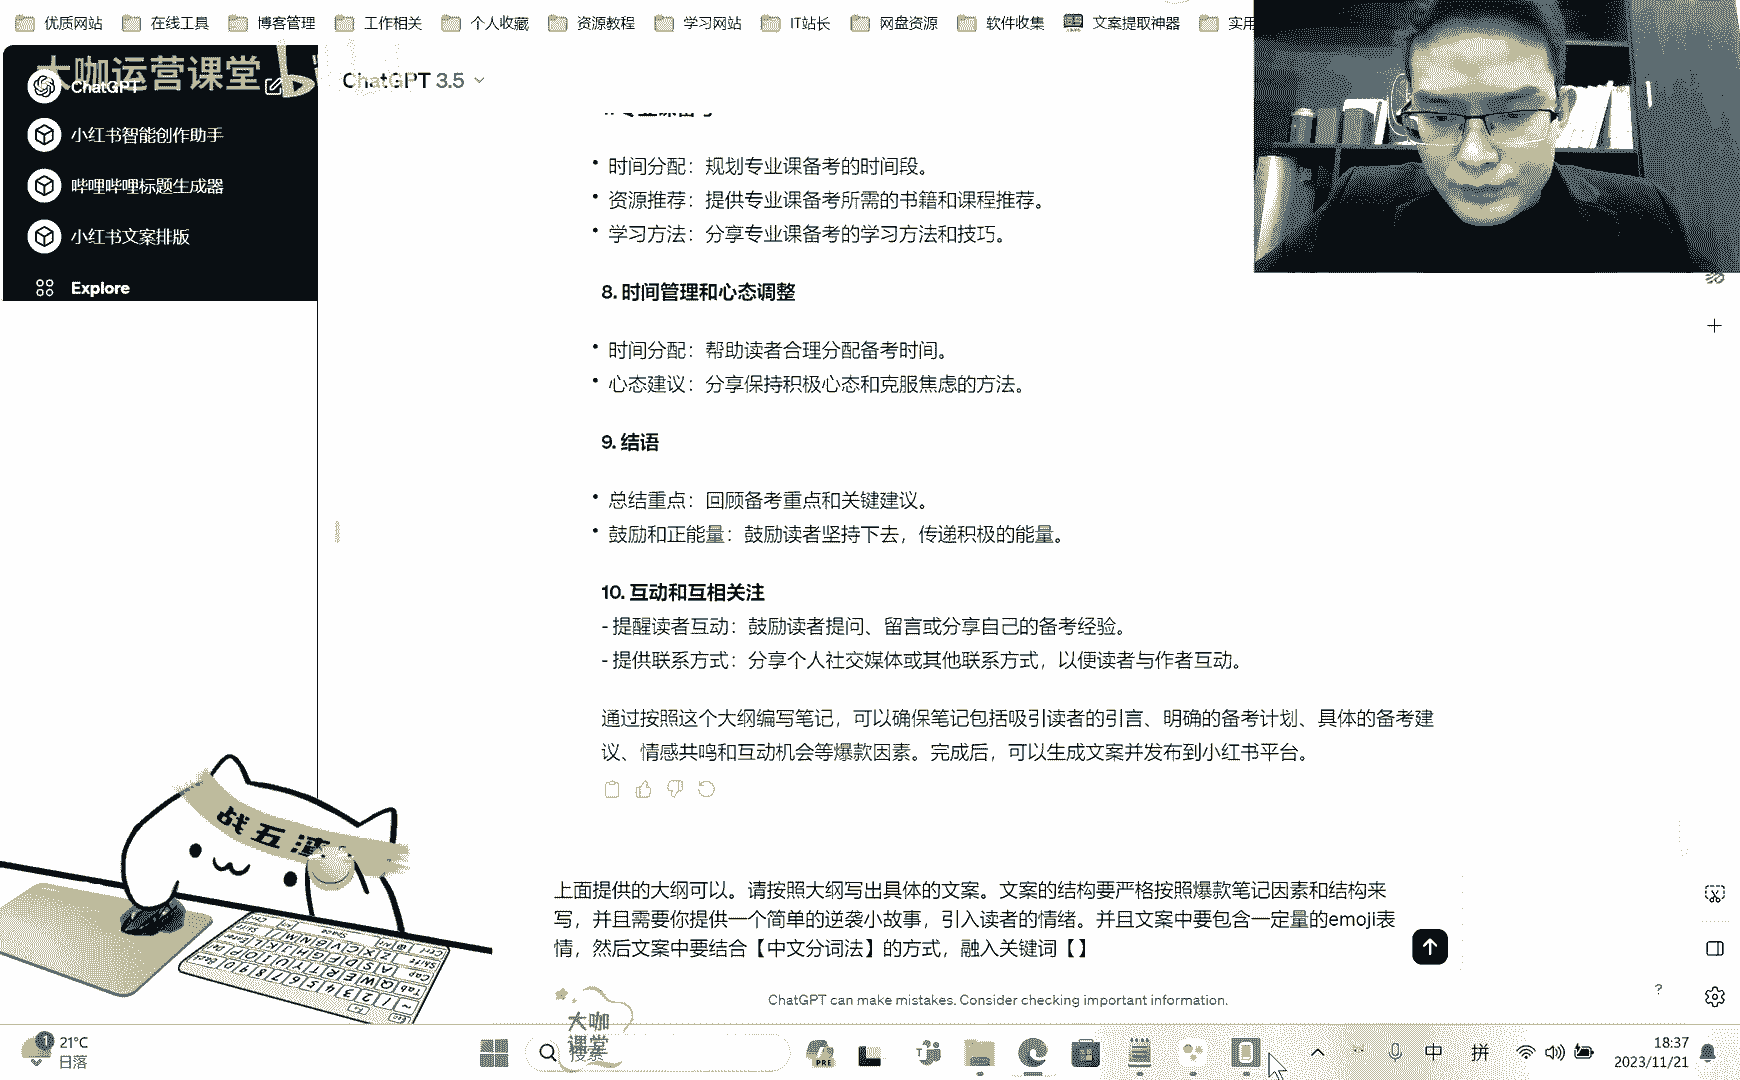 优质网站
在线工具
博客管理
工作相关
个人收藏
资源教程
学习网站
IT站长
网盘资源
软件收集
文案提取神器
实用
大咖运营课堂
ChatGPT
小红书智能创作助手
哔哩哔哩标题生成器
小红书文案排版
Explore
ChatGPT 3.5
时间分配：规划专业课备考的时间段。
资源推荐：提供专业课备考所需的书籍和课程推荐。
学习方法：分享专业课备考的学习方法和技巧。
8. 时间管理和心态调整
时间分配：帮助读者合理分配备考时间。
心态建议：分享保持积极心态和克服焦虑的方法。
9. 结语
总结重点：回顾备考重点和关键建议。
鼓励和正能量：鼓励读者坚持下去，传递积极的能量。
10. 互动和互相关注
- 提醒读者互动：鼓励读者提问、留言或分享自己的备考经验。
- 提供联系方式：分享个人社交媒体或其他联系方式，以便读者与作者互动。
通过按照这个大纲编写笔记，可以确保笔记包括吸引读者的引言、明确的备考计划、具体的备考建
议、情感共鸣和互动机会等爆款因素。完成后，可以生成文案并发布到小红书平台。
上面提供的大纲可以。请按照大纲写出具体的文案。文案的结构要严格按照爆款笔记因素和结构来
写，并且需要你提供一个简单的逆袭小故事，引入读者的情绪。并且文案中要包含一定量的emoji表
情，然后文案中要结合【中文分词法】的方式，融入关键词【】
ChatGPT can make mistakes. Consider checking important information.
?
战五渣
大咖
课堂
搜索
1
21°C
日落
PRE
中
拼
18:37
2023/11/21